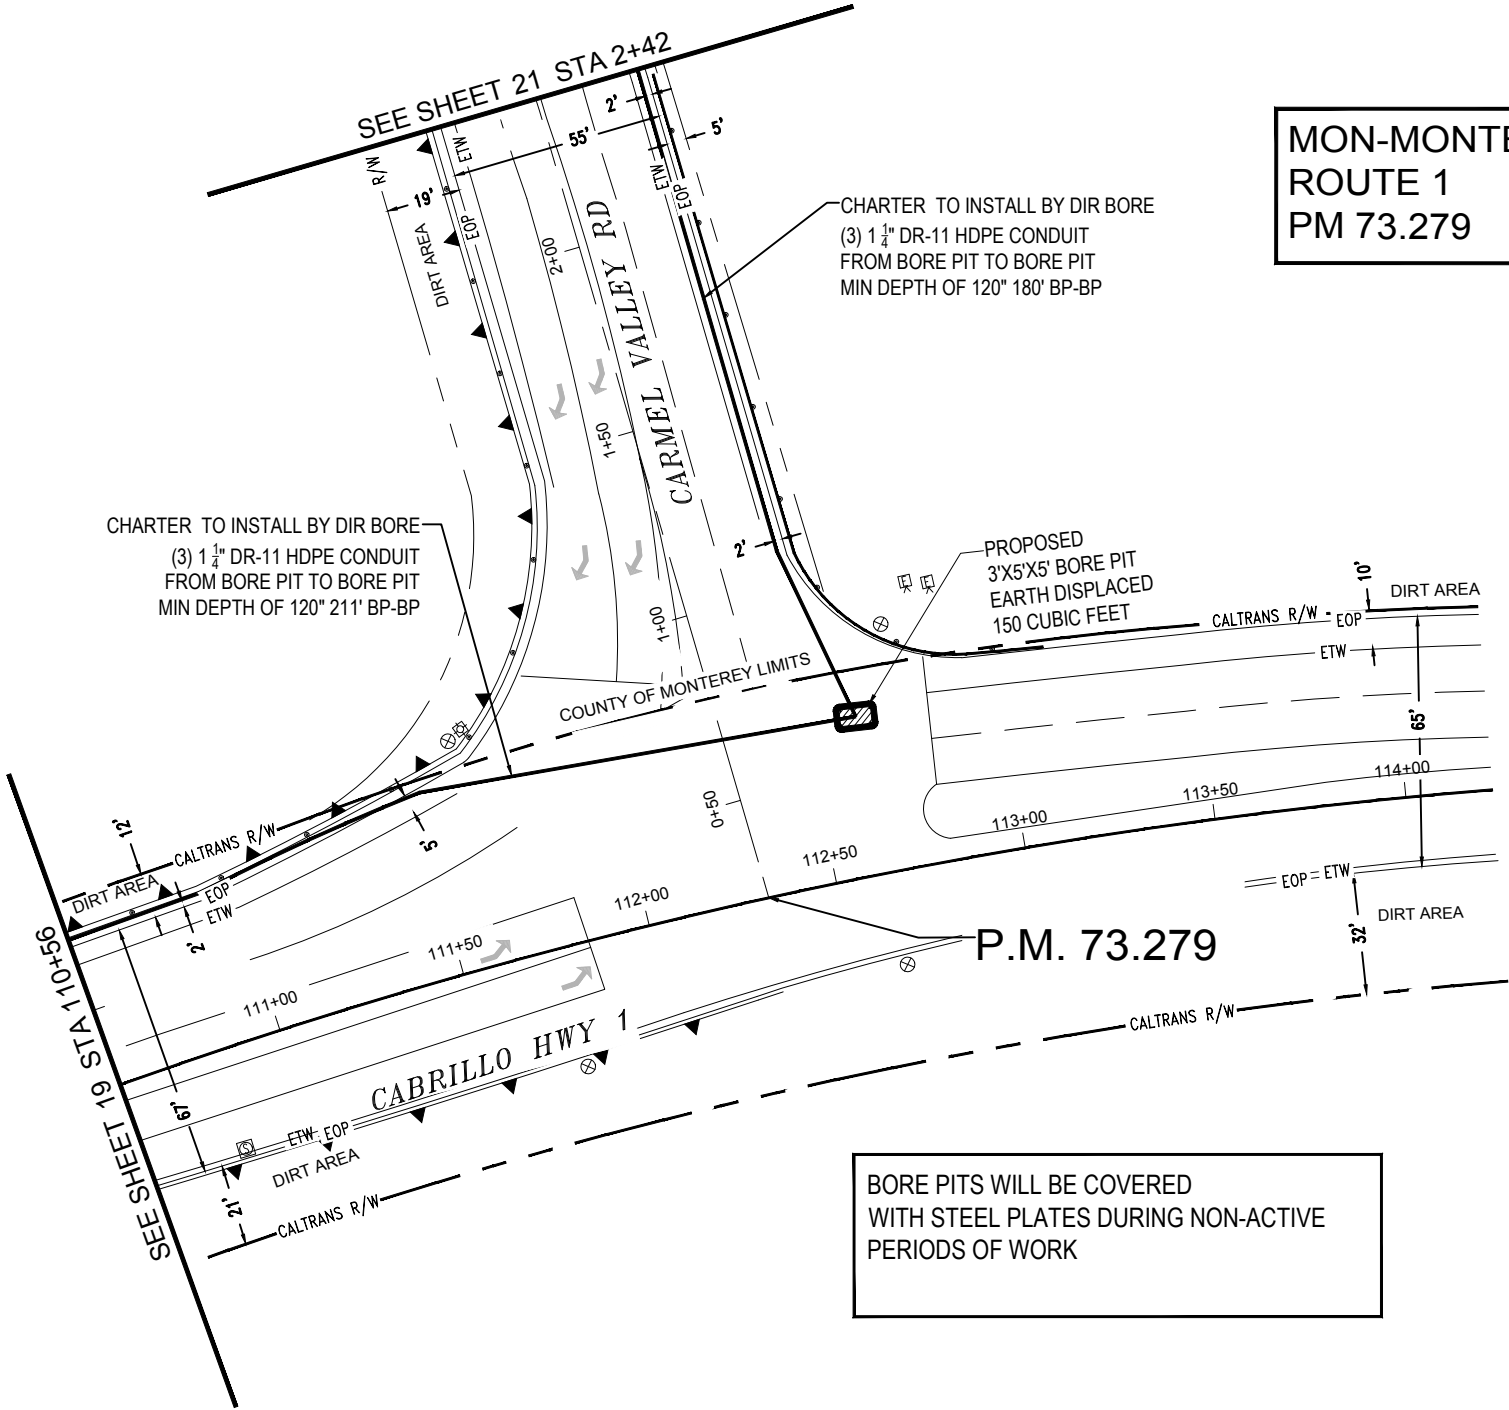 SEE SHEET 21 STA 2+42
MON-MONTE
ROUTE 1
PM 73.279
2'
55'
5'
R/W
ETW
19'
EOP
DIRT AREA
ETW
EOP
CHARTER TO INSTALL BY DIR BORE
(3) 1 1/4" DR-11 HDPE CONDUIT
FROM BORE PIT TO BORE PIT
MIN DEPTH OF 120" 180' BP-BP
2+00
CARMEL VALLEY RD
1+50
CHARTER TO INSTALL BY DIR BORE
(3) 1 1/4" DR-11 HDPE CONDUIT
FROM BORE PIT TO BORE PIT
MIN DEPTH OF 120" 211' BP-BP
2'
PROPOSED
3'X5'X5' BORE PIT
EARTH DISPLACED
150 CUBIC FEET
1+00
10'
DIRT AREA
CALTRANS R/W
EOP
ETW
COUNTY OF MONTEREY LIMITS
65'
114+00
113+50
113+00
112+50
0+50
12'
CALTRANS R/W
5'
DIRT AREA
EOP
ETW
2'
112+00
111+50
111+00
EOP
ETW
DIRT AREA
32'
P.M. 73.279
SEE SHEET 19 STA 110+56
CALTRANS R/W
CABRILLO HWY 1
67'
S
ETW
EOP
DIRT AREA
21'
CALTRANS R/W
BORE PITS WILL BE COVERED
WITH STEEL PLATES DURING NON-ACTIVE
PERIODS OF WORK